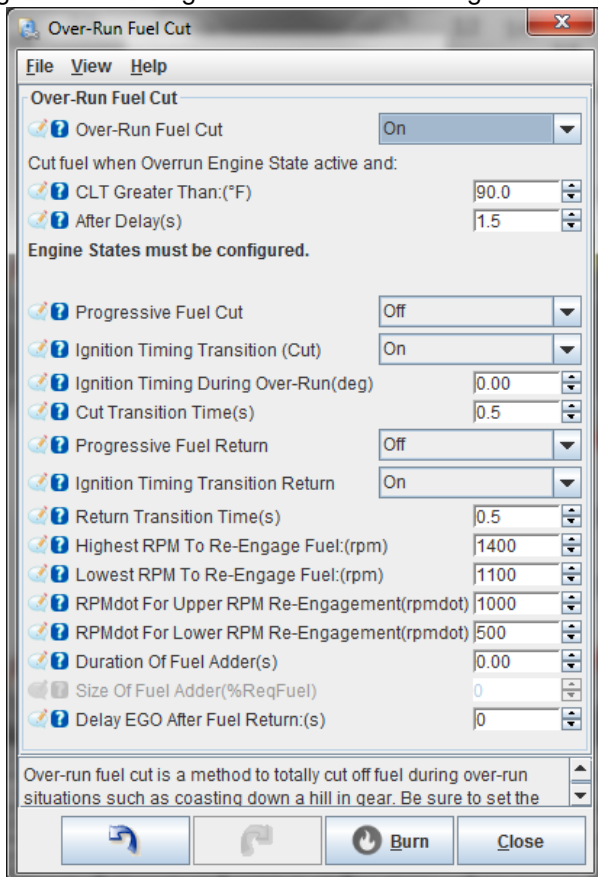 Over-Run Fuel Cut
File View Help
Over-Run Fuel Cut
Over-Run Fuel Cut On
Cut fuel when Overrun Engine State active and:
CLT Greater Than:(°F) 90.0
After Delay(s) 1.5
Engine States must be configured.
Progressive Fuel Cut Off
Ignition Timing Transition (Cut) On
Ignition Timing During Over-Run(deg) 0.00
Cut Transition Time(s) 0.5
Progressive Fuel Return Off
Ignition Timing Transition Return On
Return Transition Time(s) 0.5
Highest RPM To Re-Engage Fuel:(rpm) 1400
Lowest RPM To Re-Engage Fuel:(rpm) 1100
RPMdot For Upper RPM Re-Engagement(rpmdot) 1000
RPMdot For Lower RPM Re-Engagement(rpmdot) 500
Duration Of Fuel Adder(s) 0.00
Size Of Fuel Adder(%ReqFuel) 0
Delay EGO After Fuel Return:(s) 0
Over-run fuel cut is a method to totally cut off fuel during over-run
situations such as coasting down a hill in gear. Be sure to set the
Burn Close